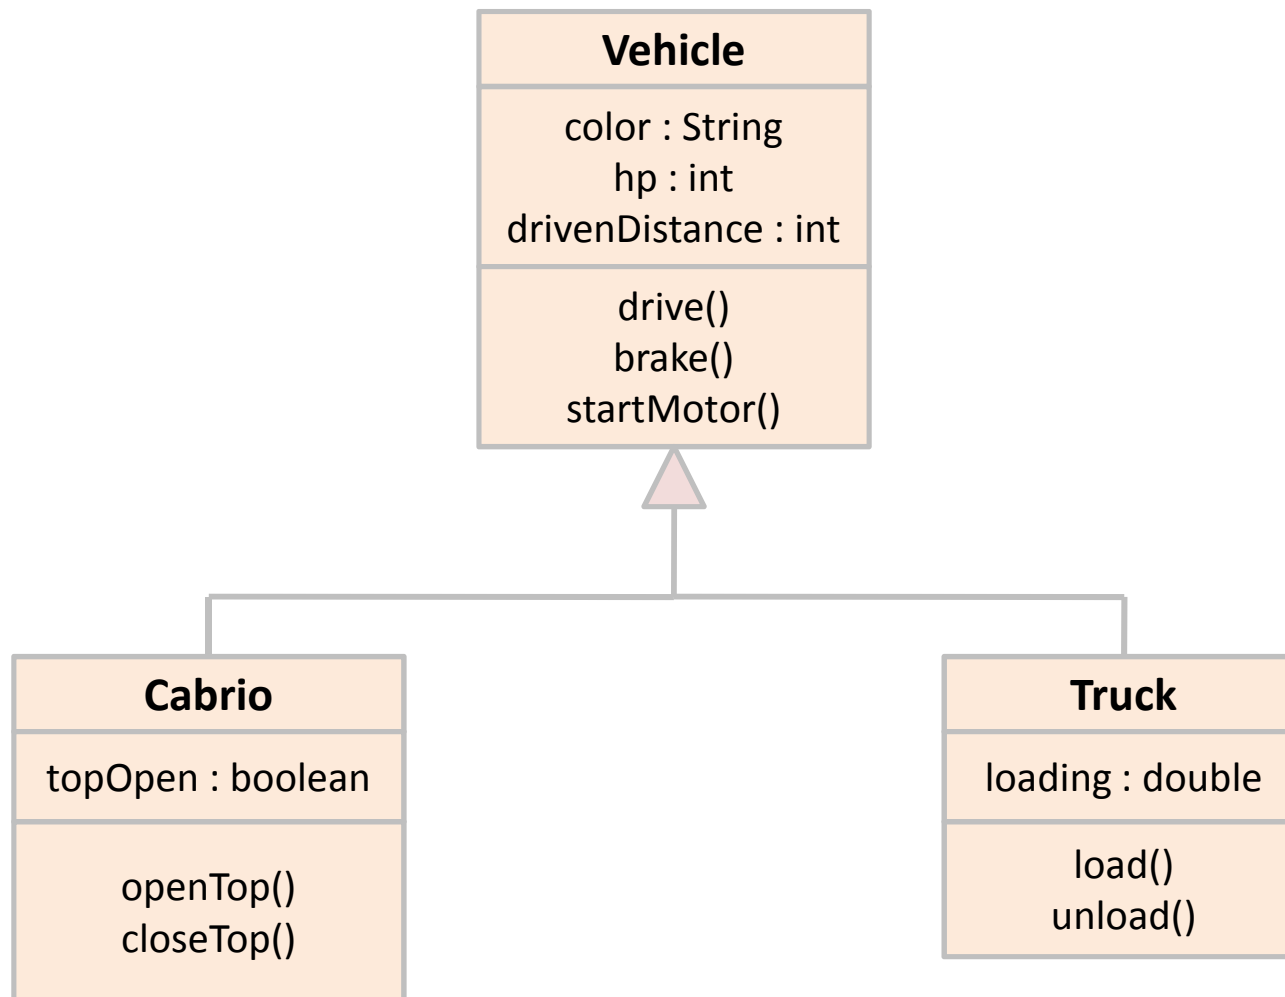 Vehicle
color : String
hp : int
drivenDistance : int
drive()
brake()
startMotor()
Cabrio
topOpen : boolean
openTop()
closeTop()
Truck
loading : double
load()
unload()